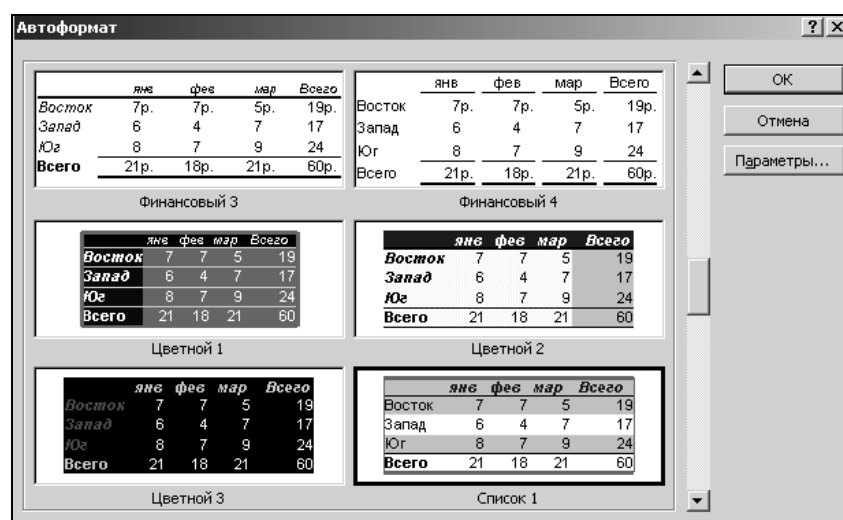 Автоформат
янв фев мар Всего
Восток 7р. 7р. 5р. 19р.
Запад 6 4 7 17
Юг 8 7 9 24
Всего 21р. 18р. 21р. 60р.
Финансовый 3
янв фев мар Всего
Восток 7р. 7р. 5р. 19р.
Запад 6 4 7 17
Юг 8 7 9 24
Всего 21р. 18р. 21р. 60р.
Финансовый 4
янв фев мар Всего
Восток 7 7 5 19
Запад 6 4 7 17
Юг 8 7 9 24
Всего 21 18 21 60
Цветной 1
янв фев мар Всего
Восток 7 7 5 19
Запад 6 4 7 17
Юг 8 7 9 24
Всего 21 18 21 60
Цветной 2
янв фев мар Всего
Восток 7 7 5 19
Запад 6 4 7 17
Юг 8 7 9 24
Всего 21 18 21 60
Цветной 3
янв фев мар Всего
Восток 7 7 5 19
Запад 6 4 7 17
Юг 8 7 9 24
Всего 21 18 21 60
Список 1
ОК
Отмена
Параметры...